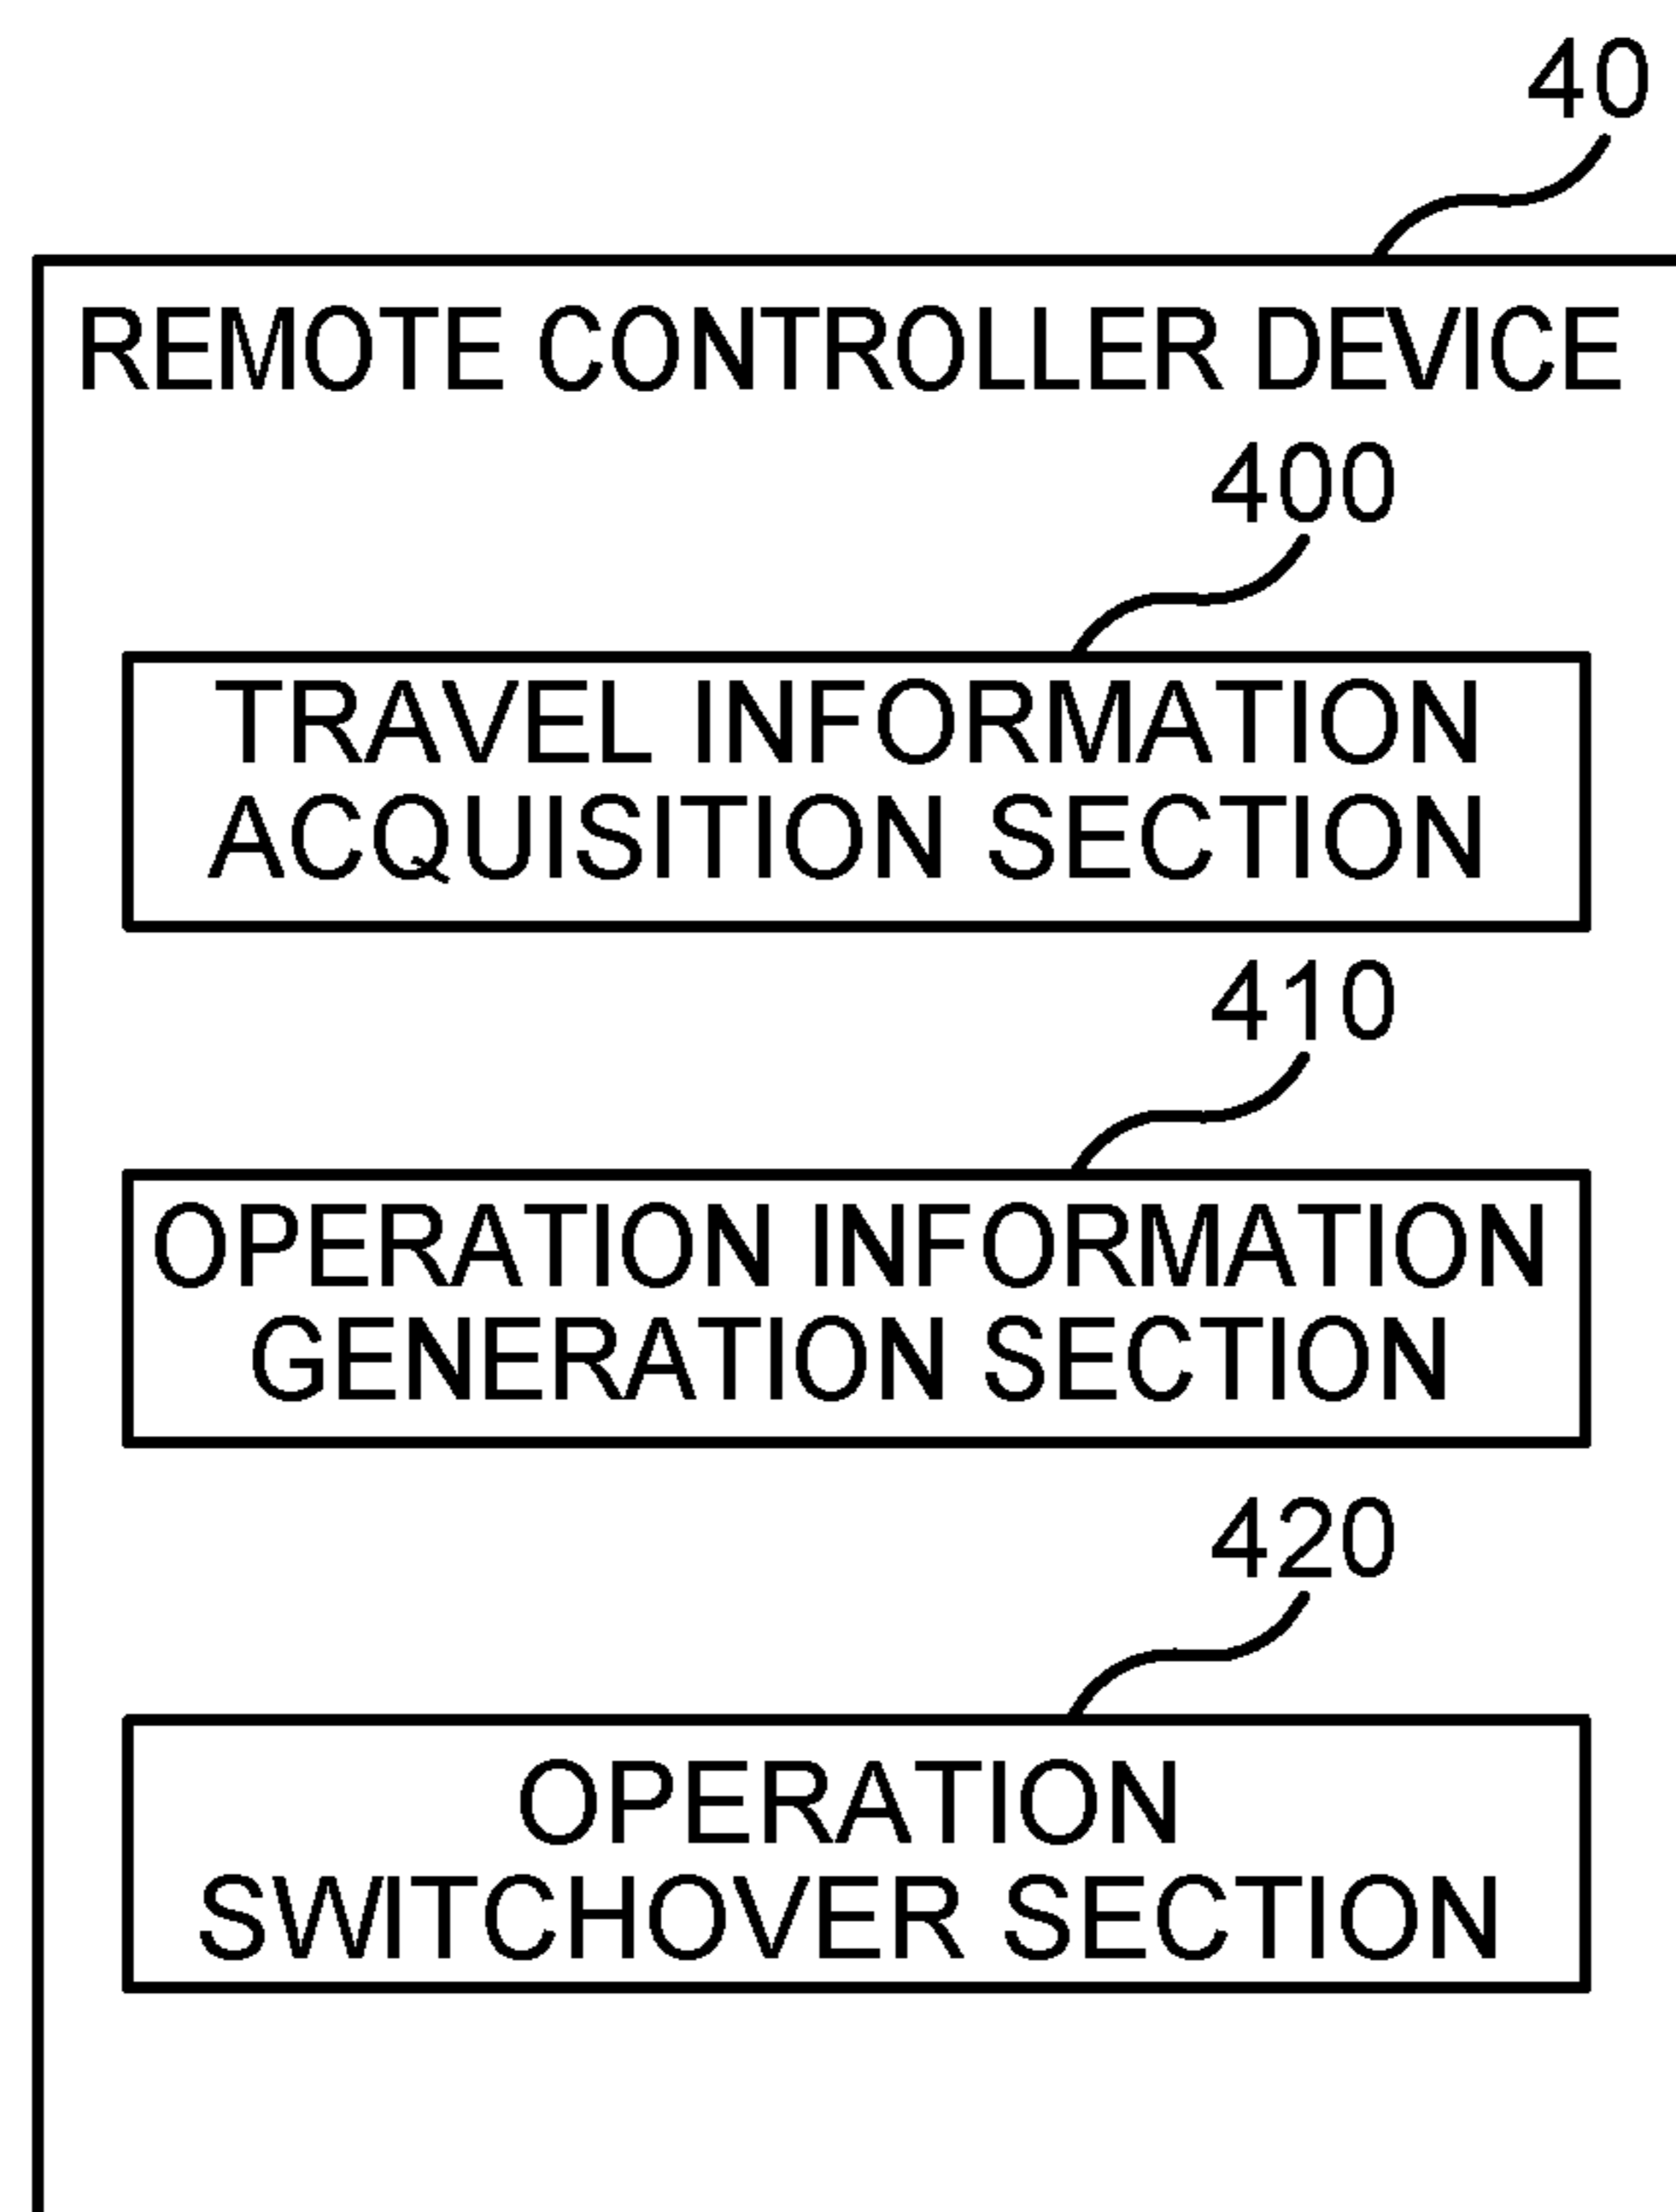 40
REMOTE CONTROLLER DEVICE
400
TRAVEL INFORMATION
ACQUISITION SECTION
410
OPERATION INFORMATION
GENERATION SECTION
420
OPERATION
SWITCHOVER SECTION